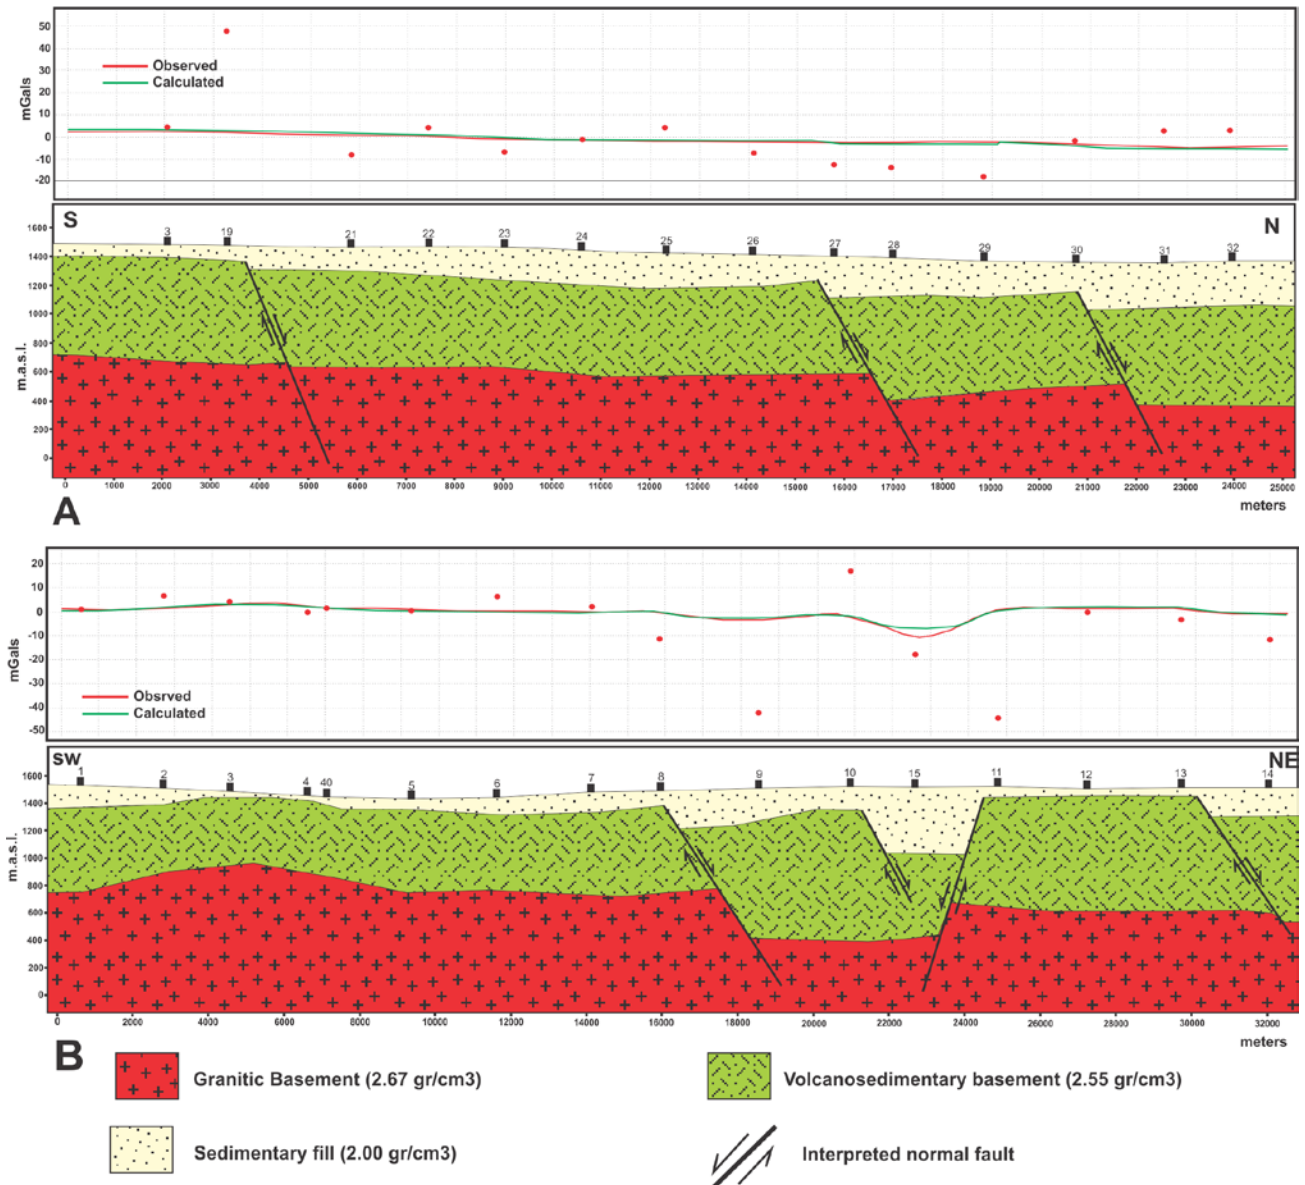 50
40
30
20
10
0
-10
-20
mGals
Observed
Calculated
S
N
3 19 21 22 23 24 25 26 27 28 29 30 31 32
1600
1400
1200
1000
800
600
400
200
0
m.a.s.l.
0 1000 2000 3000 4000 5000 6000 7000 8000 9000 10000 11000 12000 13000 14000 15000 16000 17000 18000 19000 20000 21000 22000 23000 24000 25000
meters
A
20
10
0
-10
-20
-30
-40
-50
mGals
Obsrved
Calculated
SW
NE
1 2 3 4 40 5 6 7 8 9 10 15 11 12 13 14
1600
1400
1200
1000
800
600
400
200
0
m.a.s.l.
0 2000 4000 6000 8000 10000 12000 14000 16000 18000 20000 22000 24000 26000 28000 30000 32000
meters
B
Granitic Basement (2.67 gr/cm3)
Volcanosedimentary basement (2.55 gr/cm3)
Sedimentary fill (2.00 gr/cm3)
Interpreted normal fault